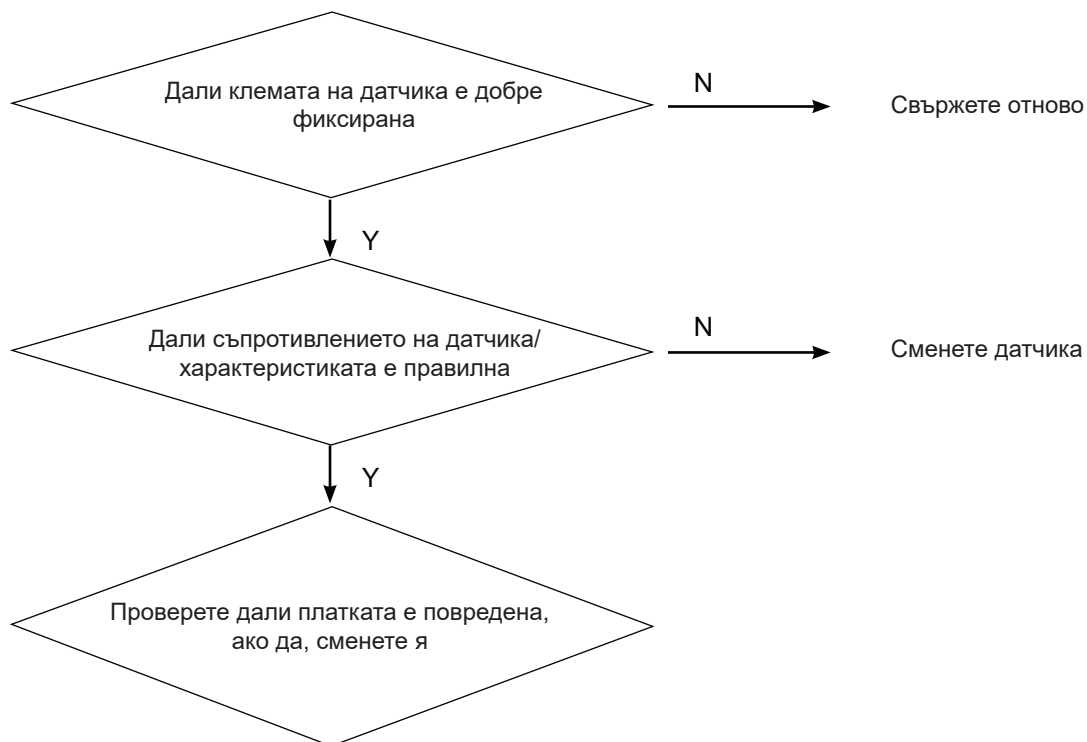 Дали клемата на датчика е добре
фиксирана
N
Свържете отново
Y
Дали съпротивлението на датчика/
характеристиката е правилна
N
Сменете датчика
Y
Проверете дали платката е повредена,
ако да, сменете я